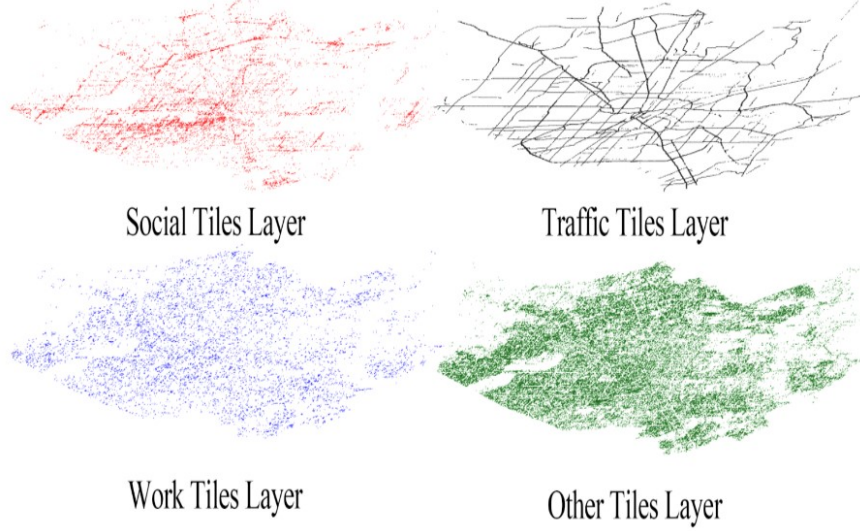 Social Tiles Layer
Traffic Tiles Layer
Work Tiles Layer
Other Tiles Layer